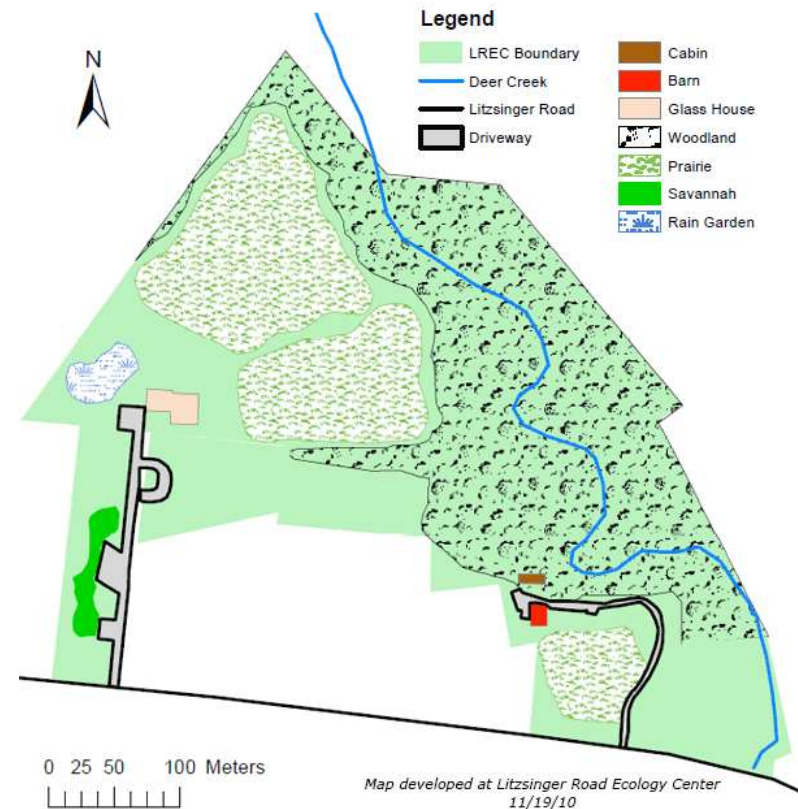 Legend
N
LREC Boundary
Deer Creek
Litzsinger Road
Driveway
Cabin
Barn
Glass House
Woodland
Prairie
Savannah
Rain Garden
0 25 50 100 Meters
Map developed at Litzsinger Road Ecology Center
11/19/10